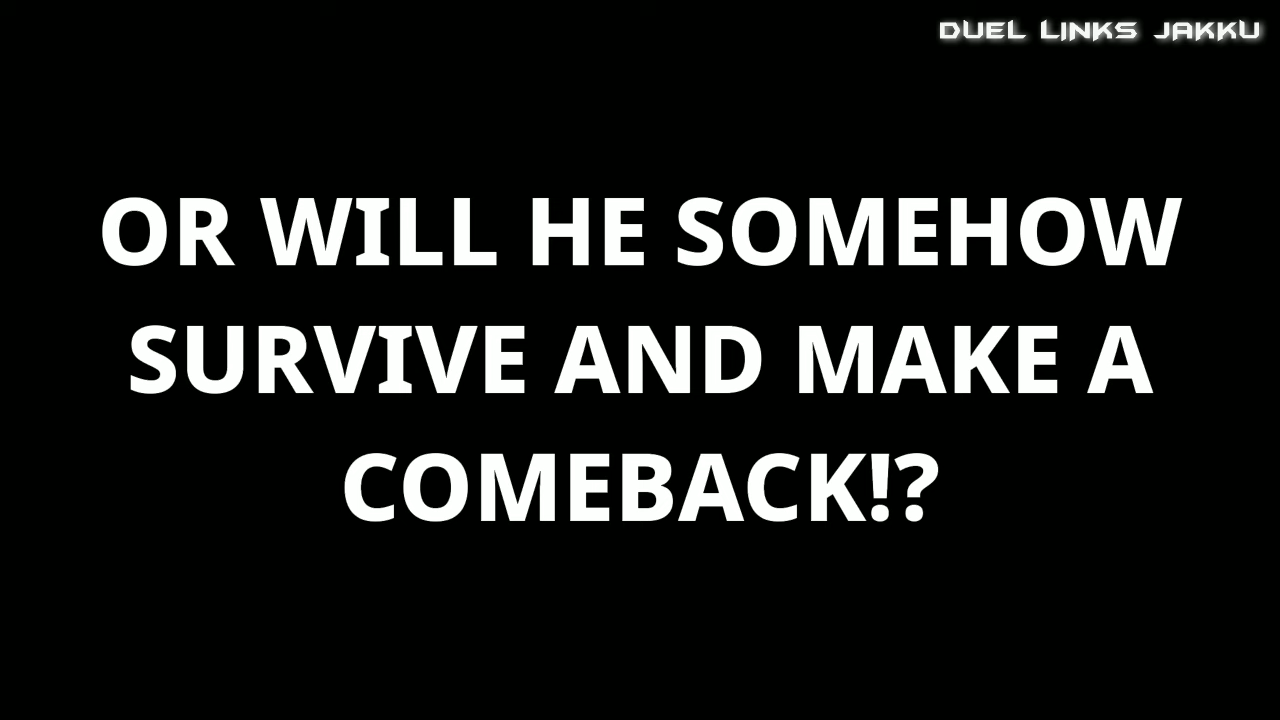 DUEL LINKS JAKKU
OR WILL HE SOMEHOW
SURVIVE AND MAKE A
COMEBACK!?